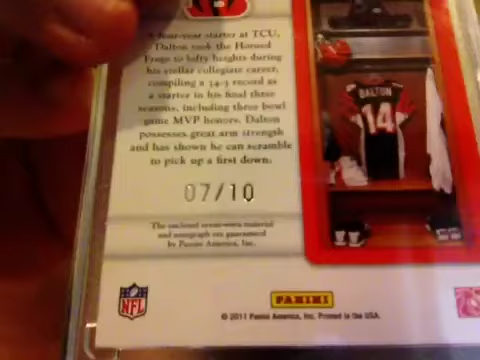 A four-year starter at TCU,
Dalton took the Horned
Frogs to lofty heights during
his stellar collegiate career,
compiling a 34-3 record as
a starter in his final three
seasons, including three bowl
game MVP honors. Dalton
possesses great arm strength
and has shown he can scramble
to pick up a first down.
DALTON
14
07/10
The enclosed event-worn material
and autograph are guaranteed
by Panini America, Inc.
NFL
PANINI
© 2011 Panini America, Inc. Printed in the USA.